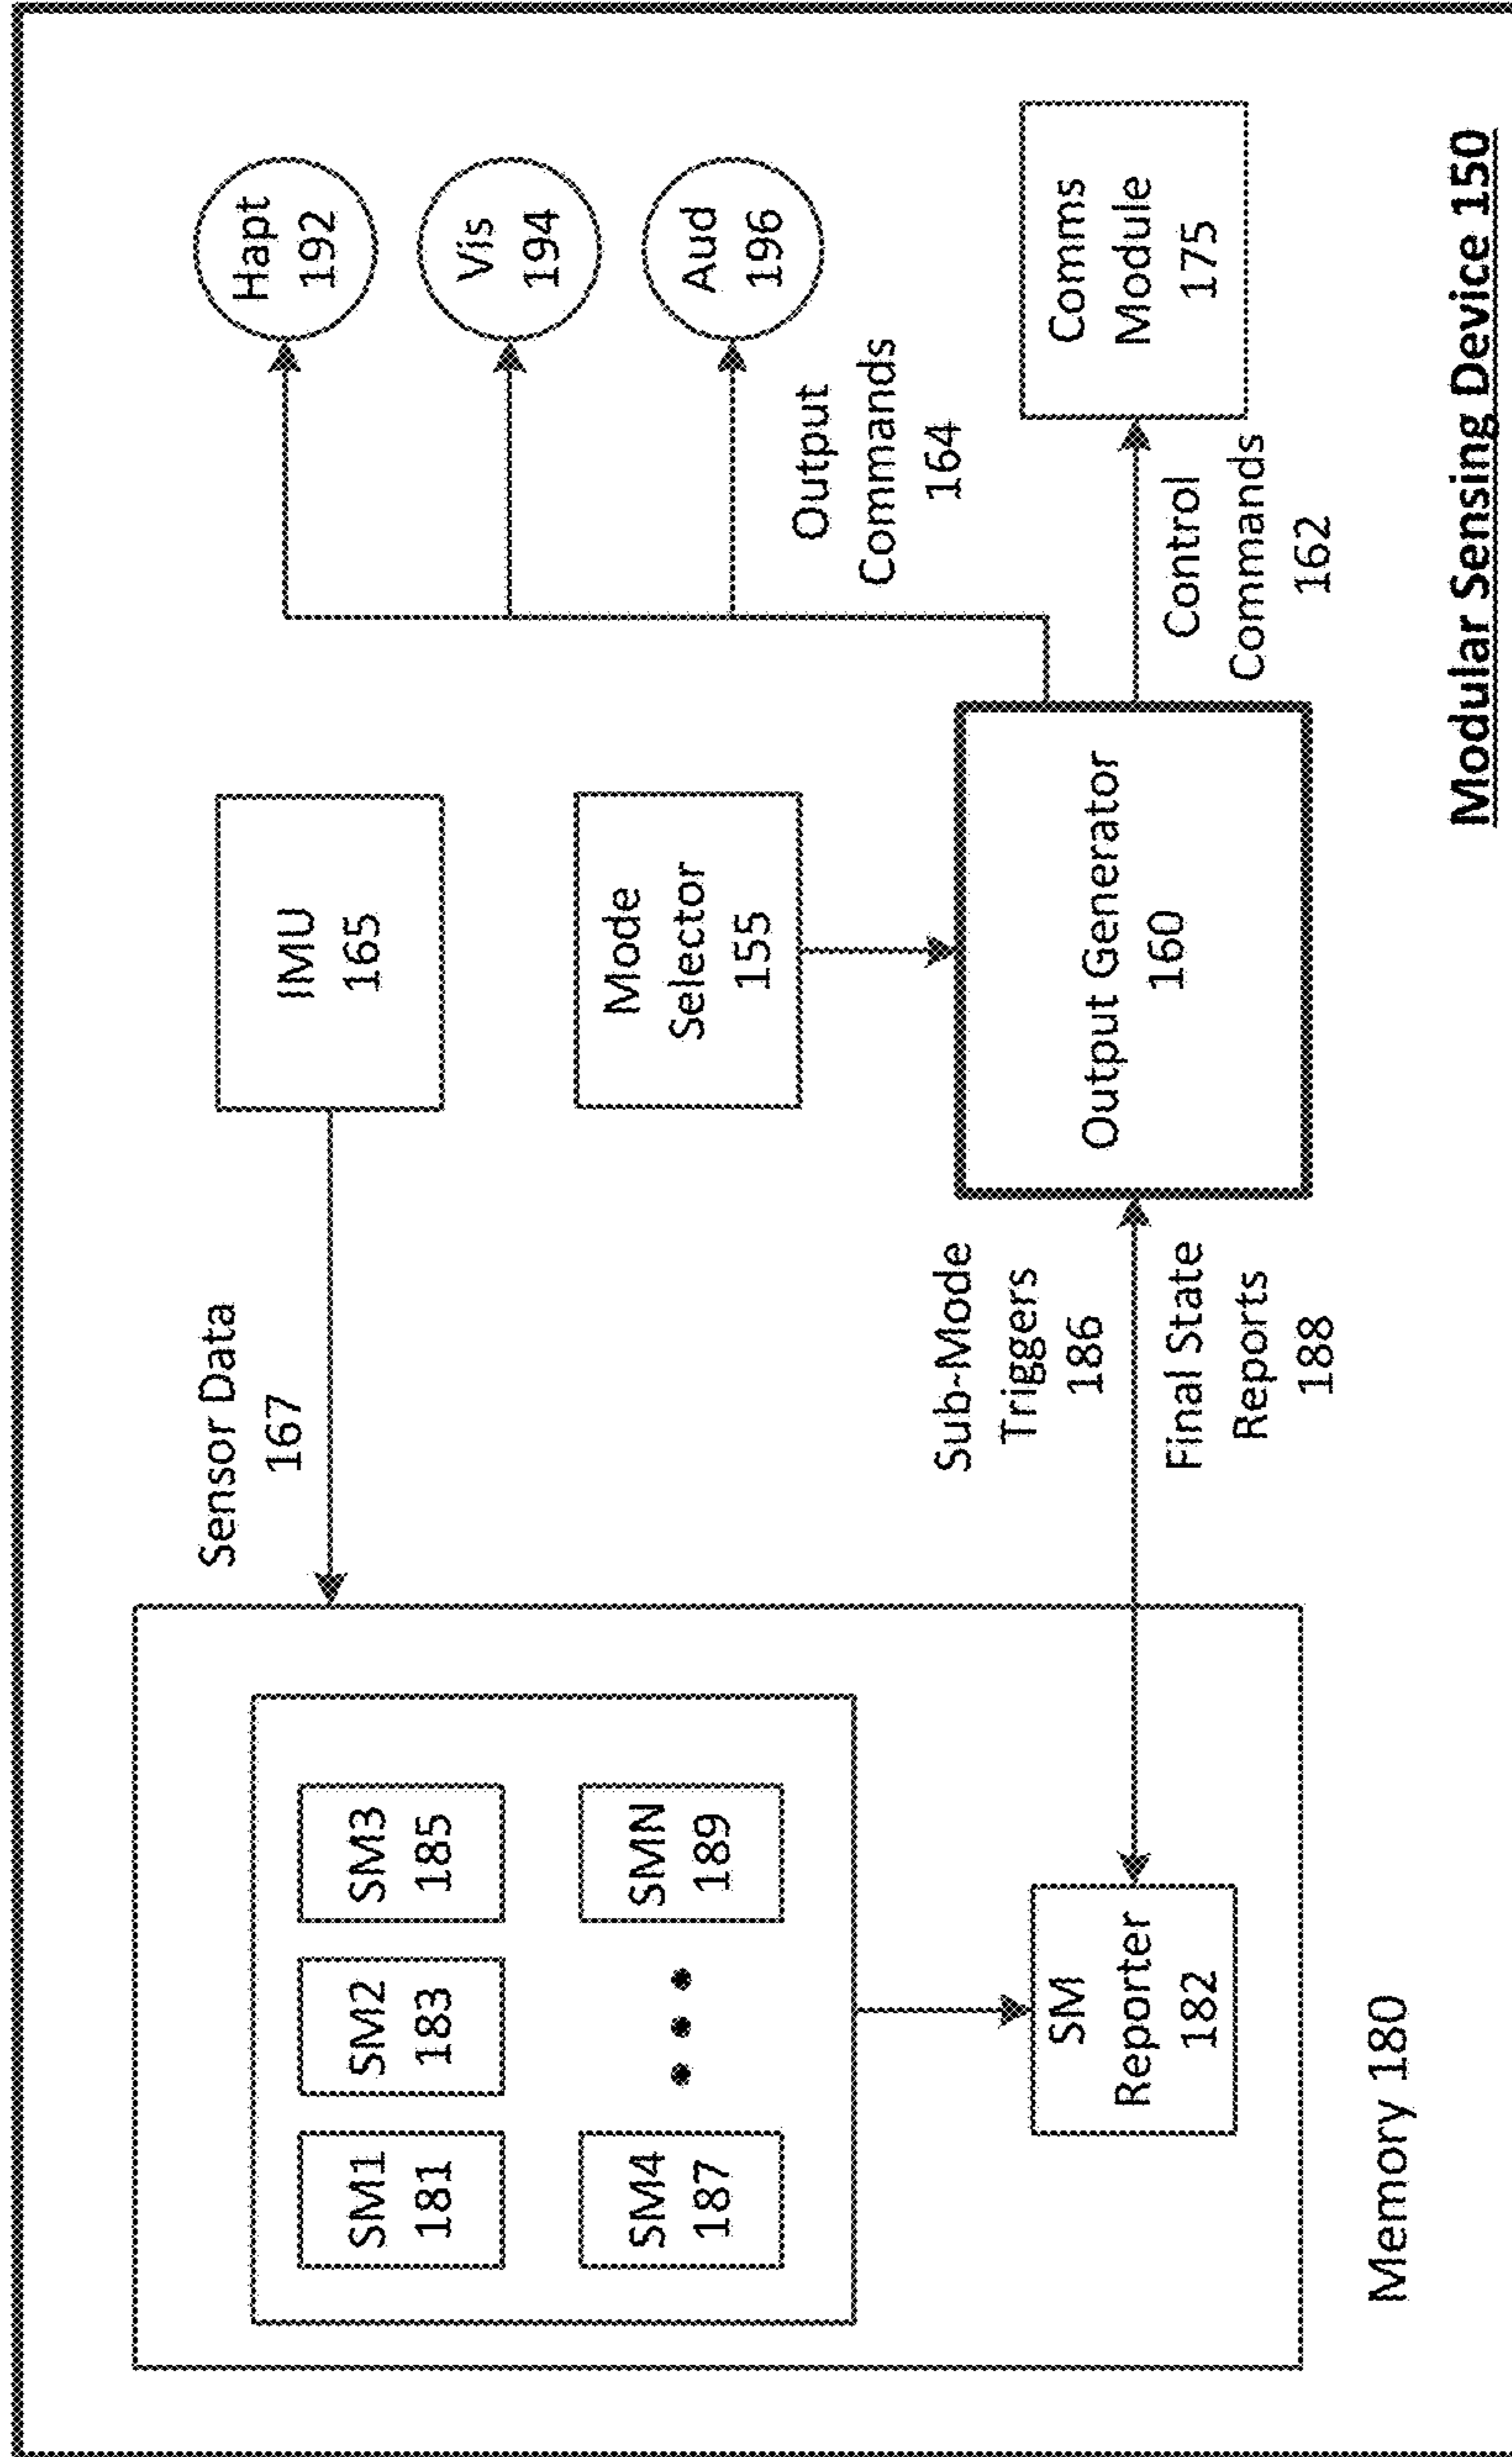 Sensor Data
167
IMU
165
Hapt
192
Vis
194
Aud
196
SM1
181
SM2
183
SM3
185
SM4
187
SMN
189
Mode
Selector
155
Output
Commands
164
Sub-Mode
Triggers
186
Final State
Reports
188
SM
Reporter
182
Output Generator
160
Control
Commands
162
Comms
Module
175
Memory 180
Modular Sensing Device 150